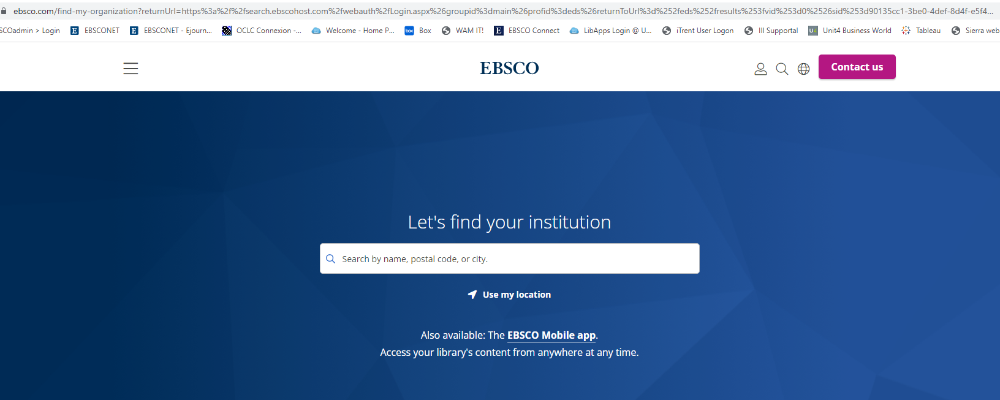 ebsco.com/find-my-organization?returnUrl=https%3a%2f%2fsearch.ebscohost.com%2fwebauth%2fLogin.aspx%26groupid%3dmain%26profid%3deds%26returnToUrl%3d%252feds%252fresults%253fvid%253d0%2526sid%253d90135cc1-3be0-4def-8d4f-e5f4...
SCOadmin > Login EBSCONET EBSCONET - Ejourn... OCLC Connexion -... Welcome - Home P... Box WAM IT! EBSCO Connect LibApps Login @ U... iTrent User Logon III Supportal Unit4 Business World Tableau Sierra web
EBSCO Contact us
Let's find your institution
Search by name, postal code, or city.
Use my location
Also available: The EBSCO Mobile app.
Access your library's content from anywhere at any time.